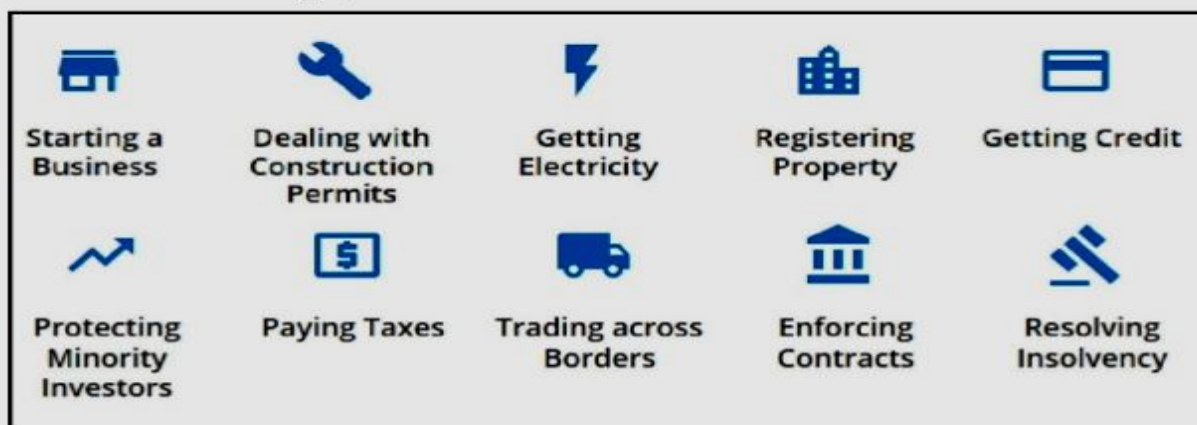 Starting a
Business
Dealing with
Construction
Permits
Getting
Electricity
Registering
Property
Getting Credit
$
Protecting
Minority
Investors
Paying Taxes
Trading across
Borders
Enforcing
Contracts
Resolving
Insolvency